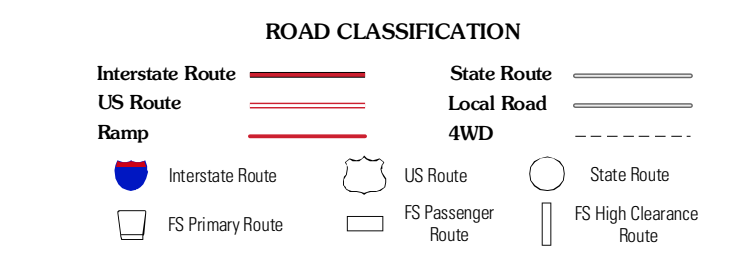 ROAD CLASSIFICATION
Interstate Route
State Route
US Route
Local Road
Ramp
4WD
Interstate Route
US Route
State Route
FS Primary Route
FS Passenger
Route
FS High Clearance
Route